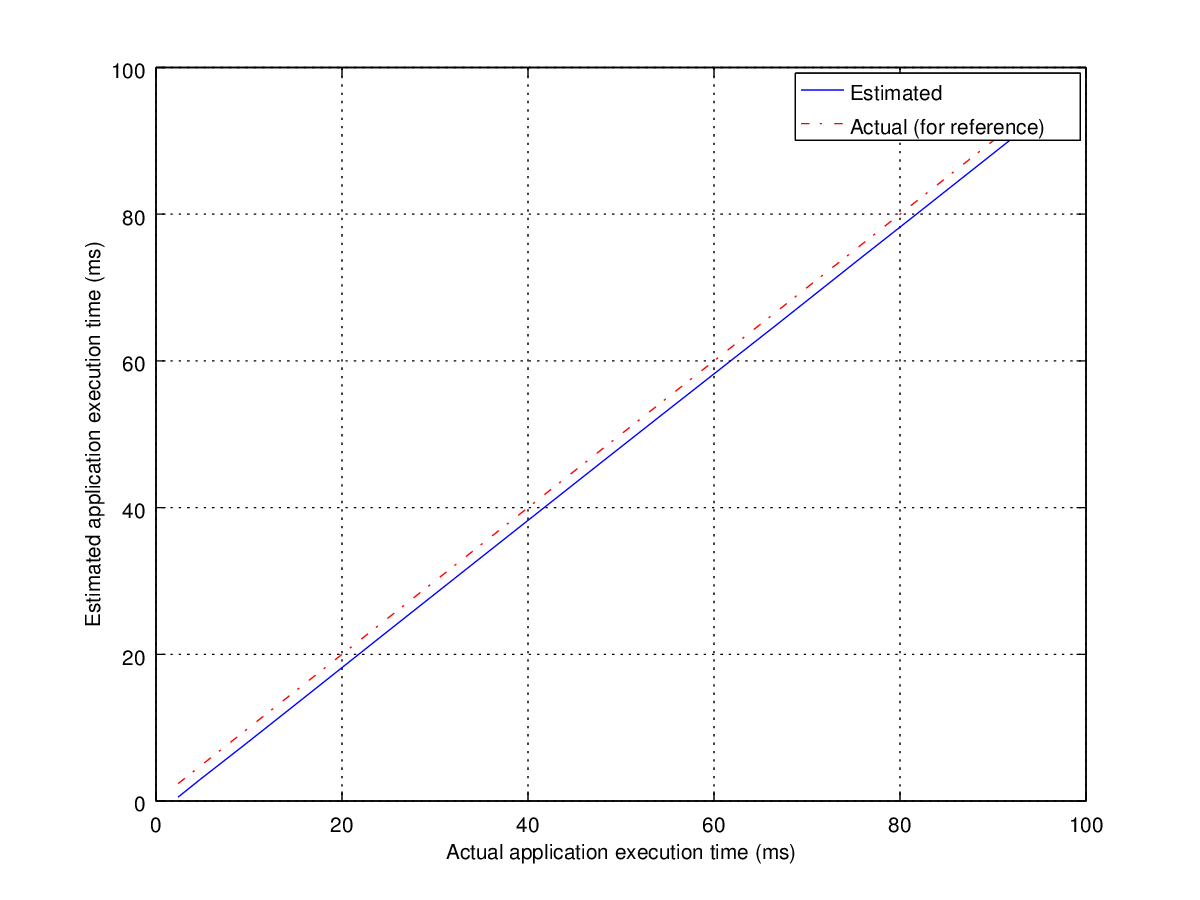 100
80
60
40
20
0
Estimated application execution time (ms)
Estimated
Actual (for reference)
0 20 40 60 80 100
Actual application execution time (ms)